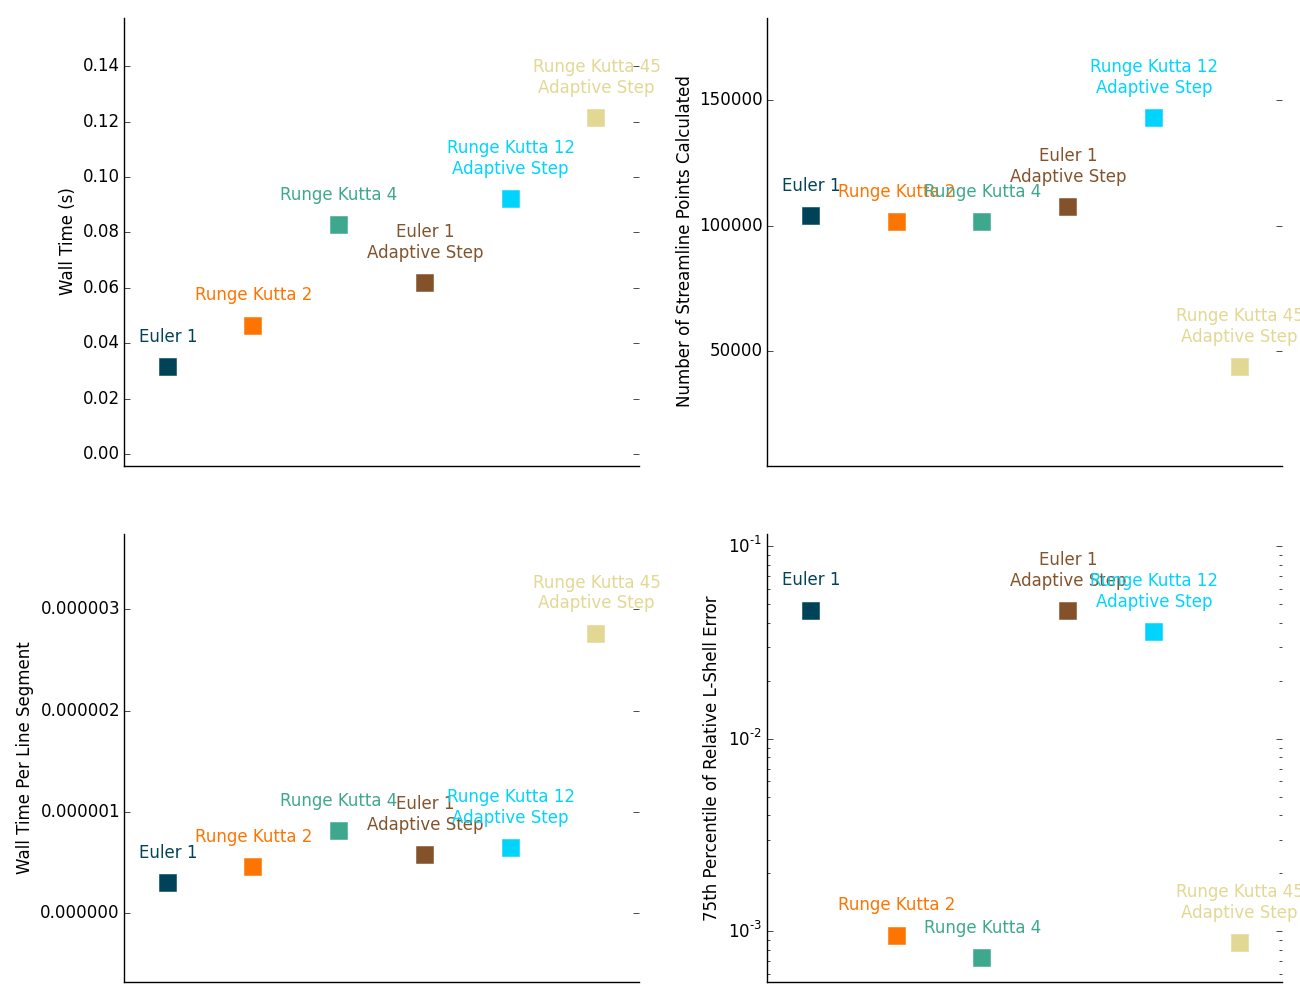 Wall Time (s)
0.14
0.12
0.10
0.08
0.06
0.04
0.02
0.00
Euler 1
Runge Kutta 2
Runge Kutta 4
Euler 1
Adaptive Step
Runge Kutta 12
Adaptive Step
Runge Kutta 45
Adaptive Step
Number of Streamline Points Calculated
150000
100000
50000
Euler 1
Runge Kutta 2
Runge Kutta 4
Euler 1
Adaptive Step
Runge Kutta 12
Adaptive Step
Runge Kutta 45
Adaptive Step
Wall Time Per Line Segment
0.000003
0.000002
0.000001
0.000000
Euler 1
Runge Kutta 2
Runge Kutta 4
Euler 1
Adaptive Step
Runge Kutta 12
Adaptive Step
Runge Kutta 45
Adaptive Step
75th Percentile of Relative L-Shell Error
10⁻¹
10⁻²
10⁻³
Euler 1
Runge Kutta 2
Runge Kutta 4
Euler 1
Adaptive Step
Runge Kutta 12
Adaptive Step
Runge Kutta 45
Adaptive Step